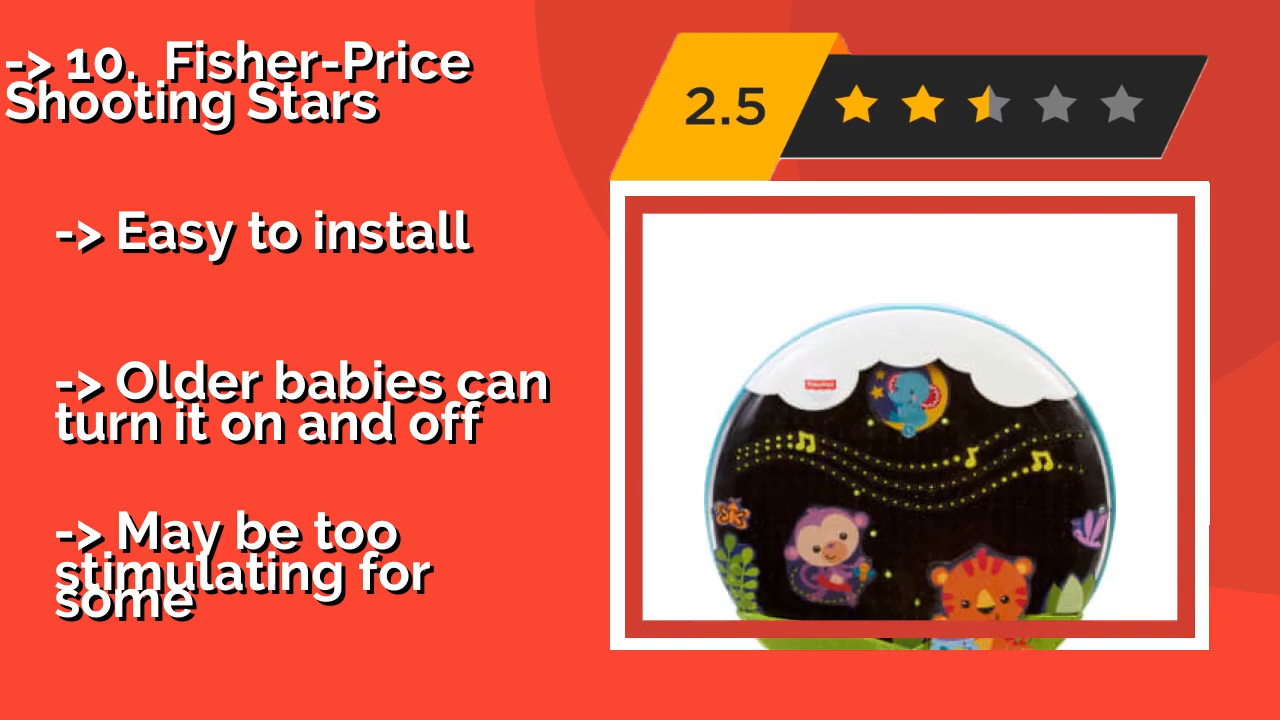 -> 10.  Fisher-Price
Shooting Stars
2.5
-> Easy to install
-> Older babies can
turn it on and off
-> May be too
stimulating for
some